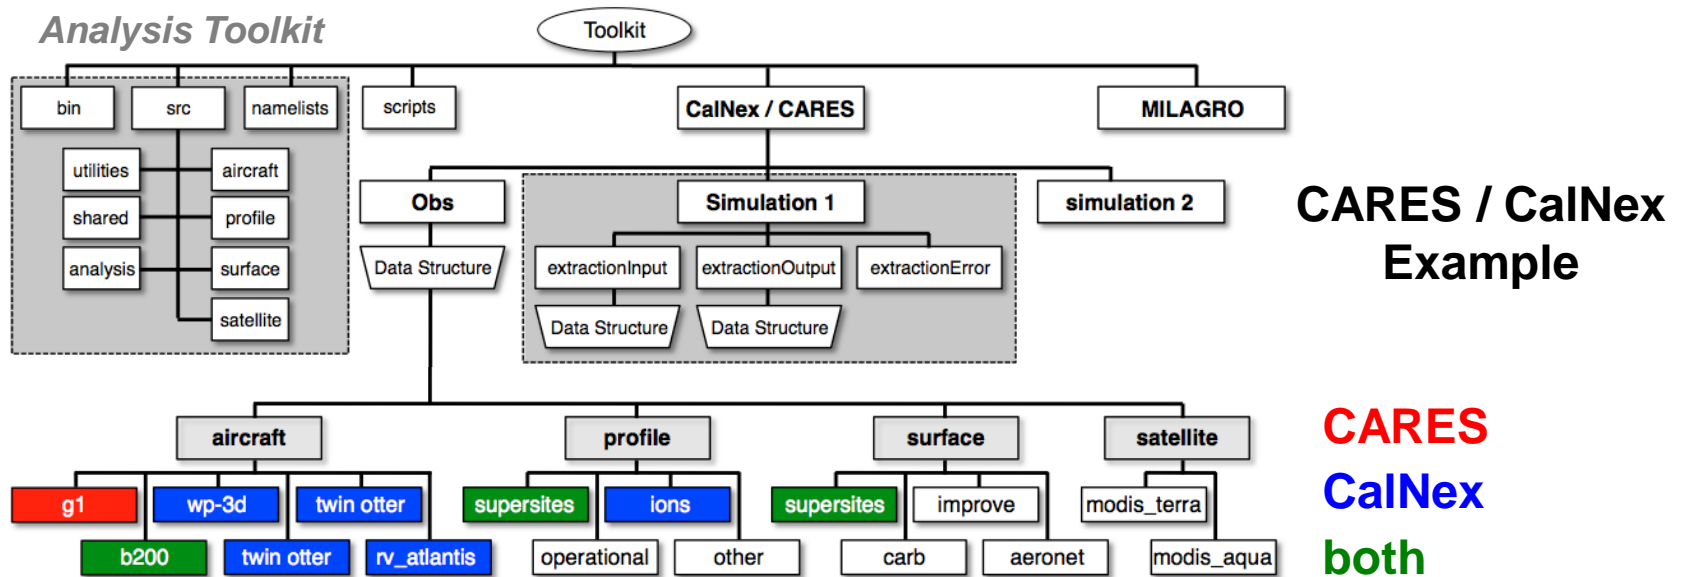 Analysis Toolkit
Toolkit
bin
src
namelists
scripts
CalNex / CARES
MILAGRO
utilities
aircraft
shared
profile
analysis
surface
satellite
Obs
Simulation 1
simulation 2
Data Structure
extractionInput
extractionOutput
extractionError
Data Structure
Data Structure
CARES / CalNex
Example
aircraft
profile
surface
satellite
g1
wp-3d
twin otter
supersites
ions
supersites
improve
modis_terra
b200
twin otter
rv_atlantis
operational
other
carb
aeronet
modis_aqua
CARES
CalNex
both